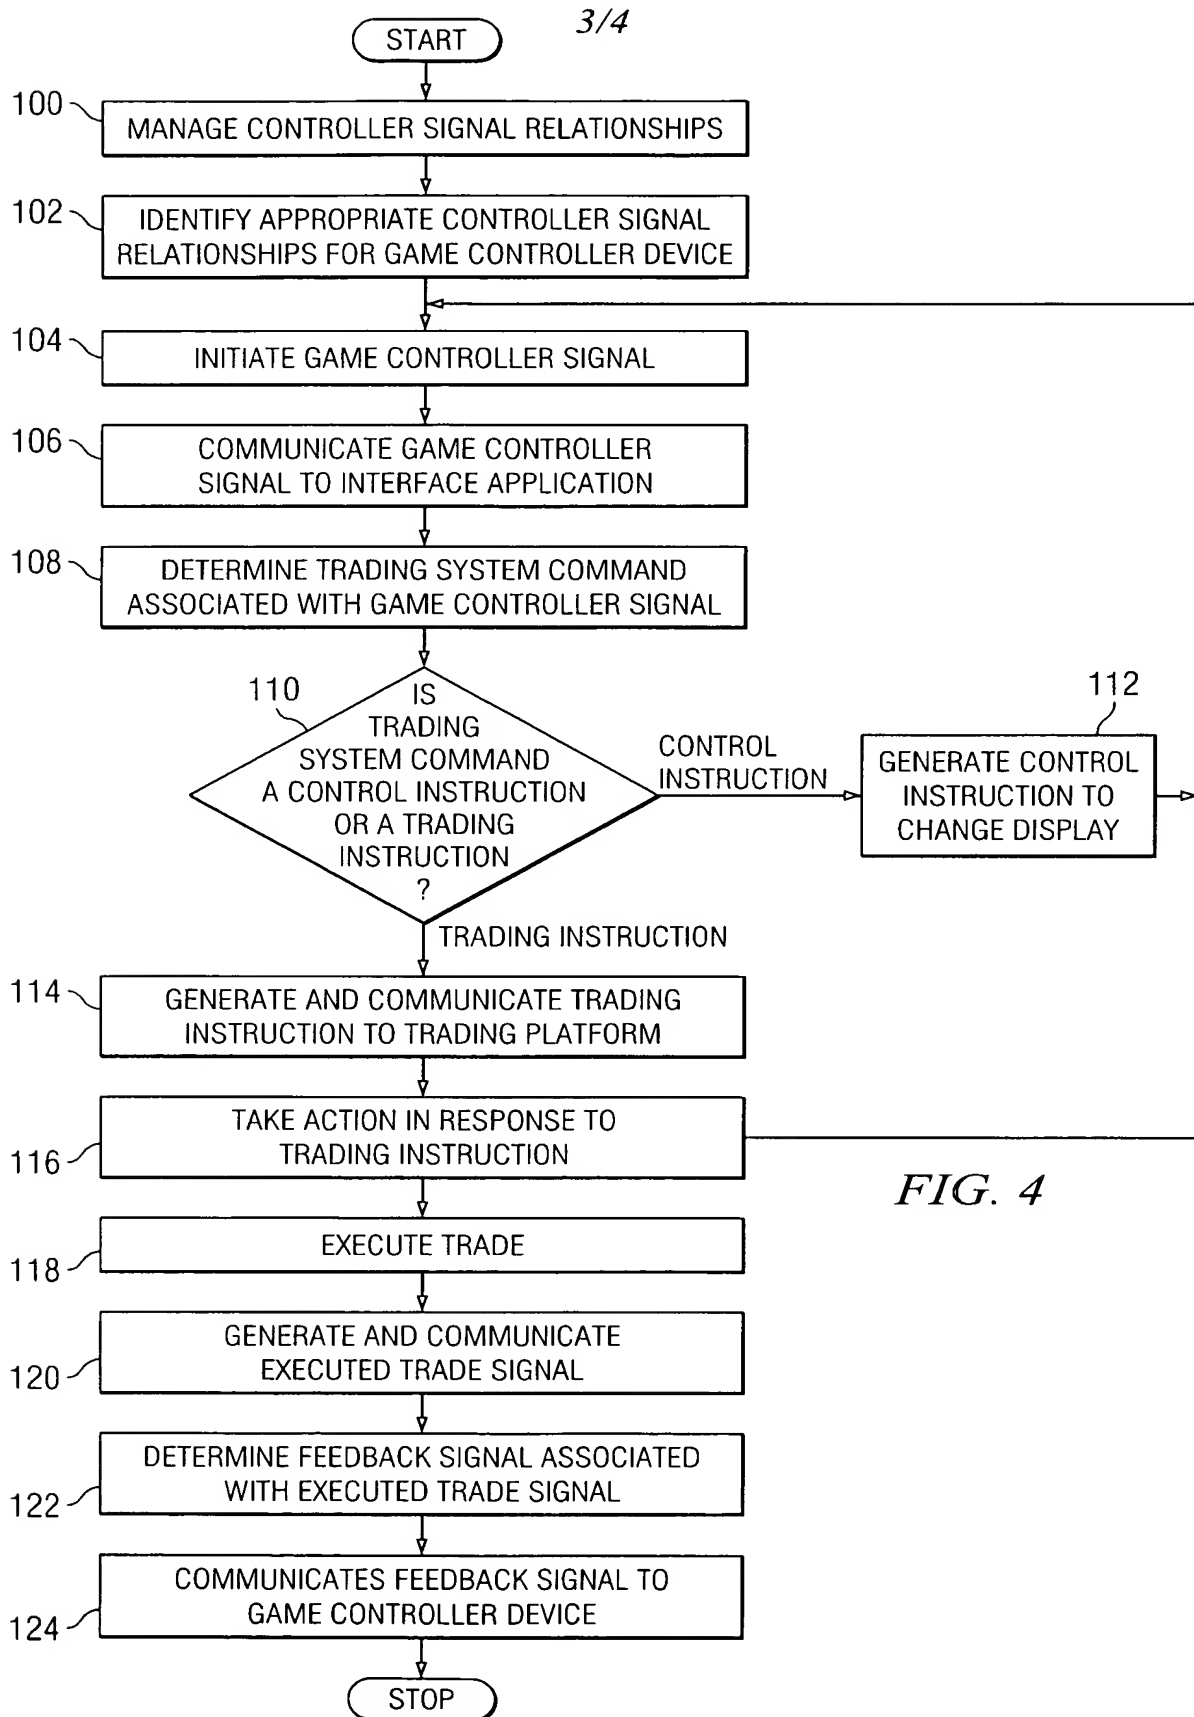 3/4
START
100
MANAGE CONTROLLER SIGNAL RELATIONSHIPS
102
IDENTIFY APPROPRIATE CONTROLLER SIGNAL
RELATIONSHIPS FOR GAME CONTROLLER DEVICE
104
INITIATE GAME CONTROLLER SIGNAL
106
COMMUNICATE GAME CONTROLLER
SIGNAL TO INTERFACE APPLICATION
108
DETERMINE TRADING SYSTEM COMMAND
ASSOCIATED WITH GAME CONTROLLER SIGNAL
110
IS
TRADING
SYSTEM COMMAND
A CONTROL INSTRUCTION
OR A TRADING
INSTRUCTION
?
CONTROL
INSTRUCTION
112
GENERATE CONTROL
INSTRUCTION TO
CHANGE DISPLAY
TRADING INSTRUCTION
114
GENERATE AND COMMUNICATE TRADING
INSTRUCTION TO TRADING PLATFORM
116
TAKE ACTION IN RESPONSE TO
TRADING INSTRUCTION
FIG. 4
118
EXECUTE TRADE
120
GENERATE AND COMMUNICATE
EXECUTED TRADE SIGNAL
122
DETERMINE FEEDBACK SIGNAL ASSOCIATED
WITH EXECUTED TRADE SIGNAL
124
COMMUNICATES FEEDBACK SIGNAL TO
GAME CONTROLLER DEVICE
STOP